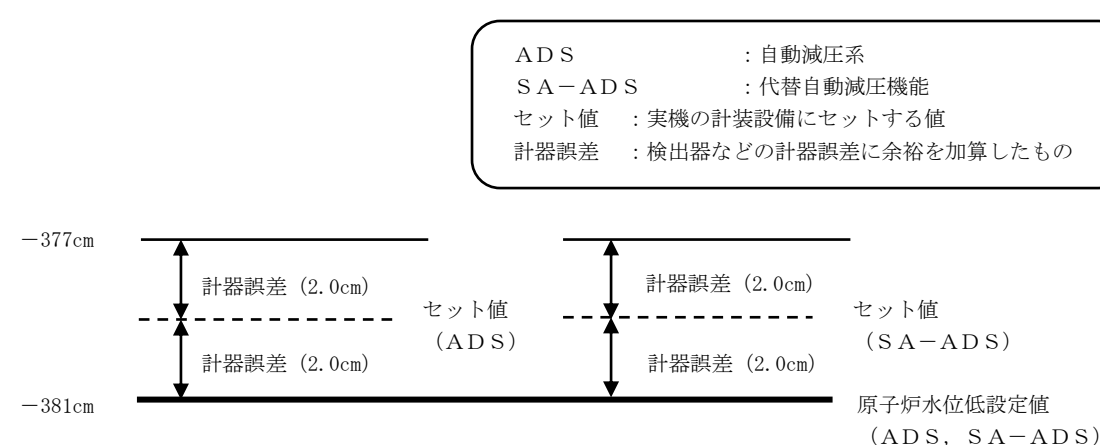 ADS :自動減圧系
SA-ADS :代替自動減圧機能
セット値 :実機の計装設備にセットする値
計器誤差 :検出器などの計器誤差に余裕を加算したもの
-377cm
計器誤差 (2.0cm)
計器誤差 (2.0cm)
セット値
(ADS)
セット値
(SA-ADS)
計器誤差 (2.0cm)
計器誤差 (2.0cm)
-381cm
原子炉水位低設定値
(ADS, SA-ADS)